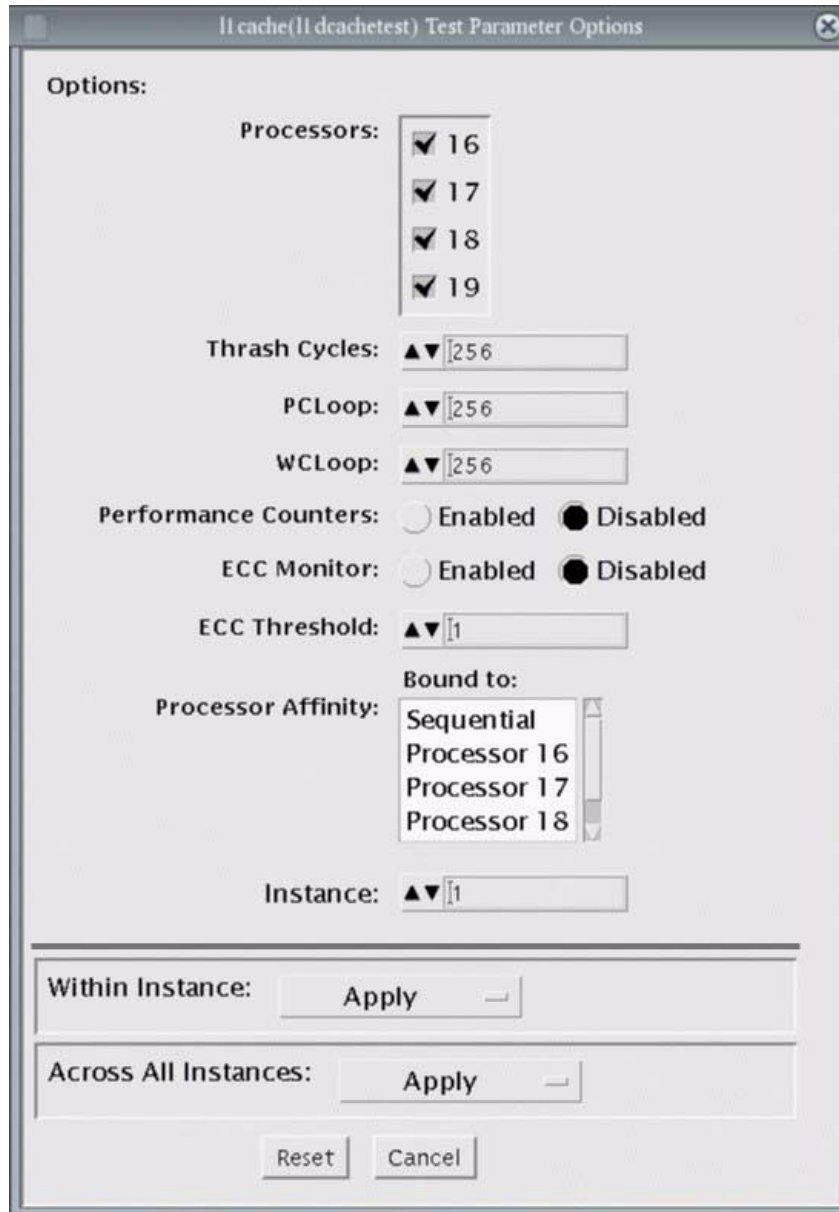 l1cache(l1dcachetest) Test Parameter Options
Options:
Processors:
16
17
18
19
Thrash Cycles: 256
PCLoop: 256
WCLoop: 256
Performance Counters: Enabled Disabled
ECC Monitor: Enabled Disabled
ECC Threshold: 1
Bound to:
Processor Affinity:
Sequential
Processor 16
Processor 17
Processor 18
Instance: 1
Within Instance: Apply
Across All Instances: Apply
Reset Cancel